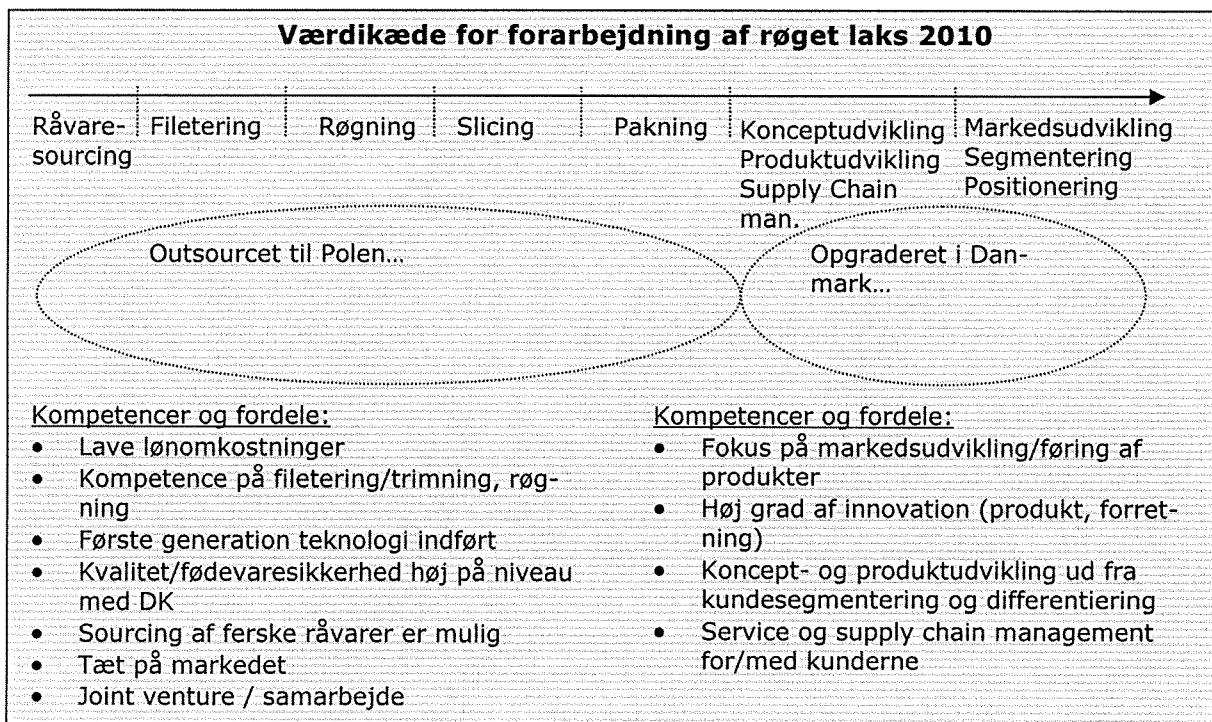 Værdikæde for forarbejdning af røget laks 2010
Råvare-
sourcing
Filetering
Røgning
Slicing
Pakning
Konceptudvikling
Produktudvikling
Supply Chain
man.
Markedsudvikling
Segmentering
Positionering
Outsourcet til Polen...
Opgraderet i Dan-
mark...
Kompetencer og fordele:
• Lave lønomkostninger
• Kompetence på filetering/trimning, røg-
ning
• Første generation teknologi indført
• Kvalitet/fødevaresikkerhed høj på niveau
med DK
• Sourcing af ferske råvarer er mulig
• Tæt på markedet
• Joint venture / samarbejde
Kompetencer og fordele:
• Fokus på markedsudvikling/føring af
produkter
• Høj grad af innovation (produkt, forret-
ning)
• Koncept- og produktudvikling ud fra
kundesegmentering og differentiering
• Service og supply chain management
for/med kunderne